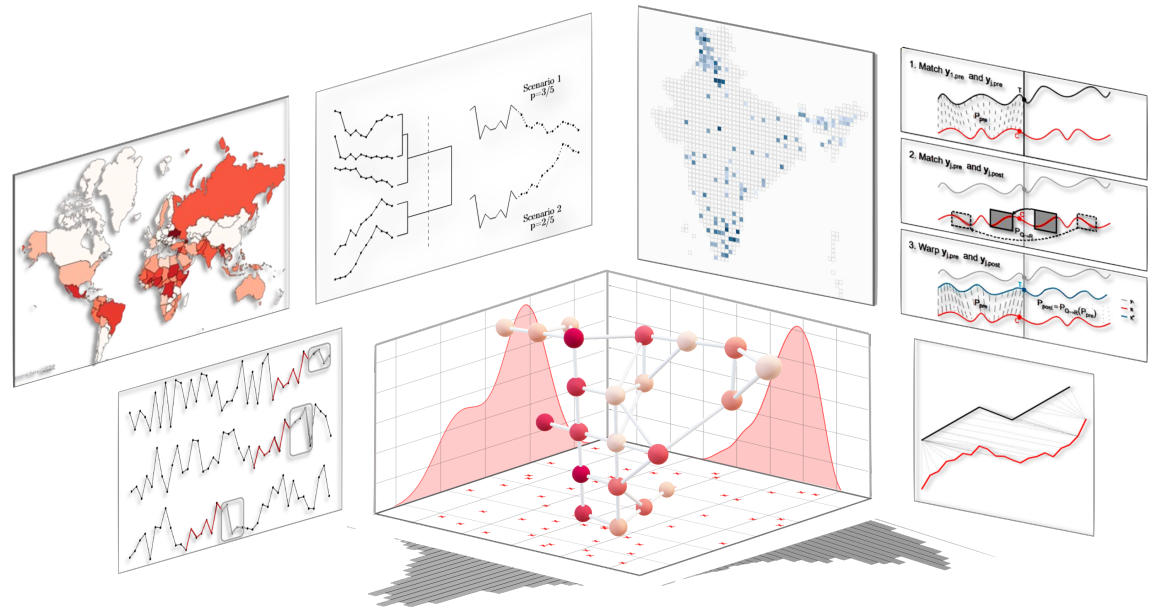 Scenario 1
p=3/5
Scenario 2
p=2/5
1. Match y1,pre and yj,pre
T
Ppre
C
2. Match yj,pre and yj,post
C
PQ→R
3. Warp yj,pre and yj,post
T
Ppre
Ppost = PQ→R(Ppre)
C